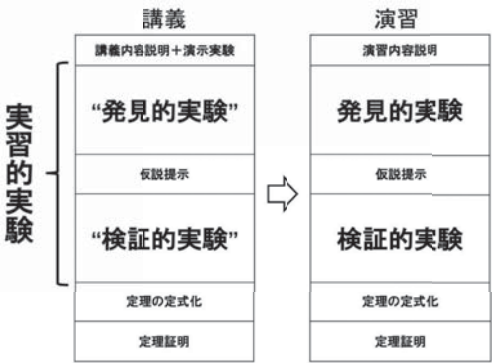 講義
講義内容説明+演示実験
“発見的実験”
仮説提示
“検証的実験”
定理の定式化
定理証明
実習的実験
演習
演習内容説明
発見的実験
仮説提示
検証的実験
定理の定式化
定理証明